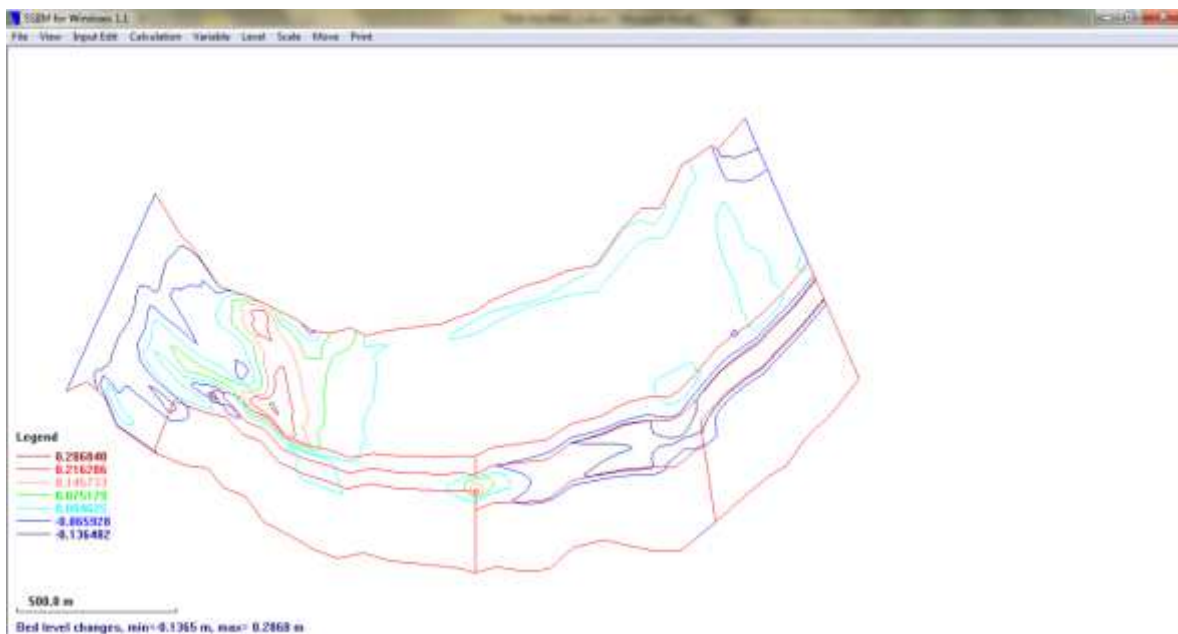 SSIIM for Windows 1.1
File View Input Edit Calculation Variable Level Scale Move Print
Legend
0.286840
0.216286
0.145733
0.075179
0.004625
-0.065928
-0.136482
500.0 m
Bed level changes, min=-0.1365 m, max= 0.2868 m